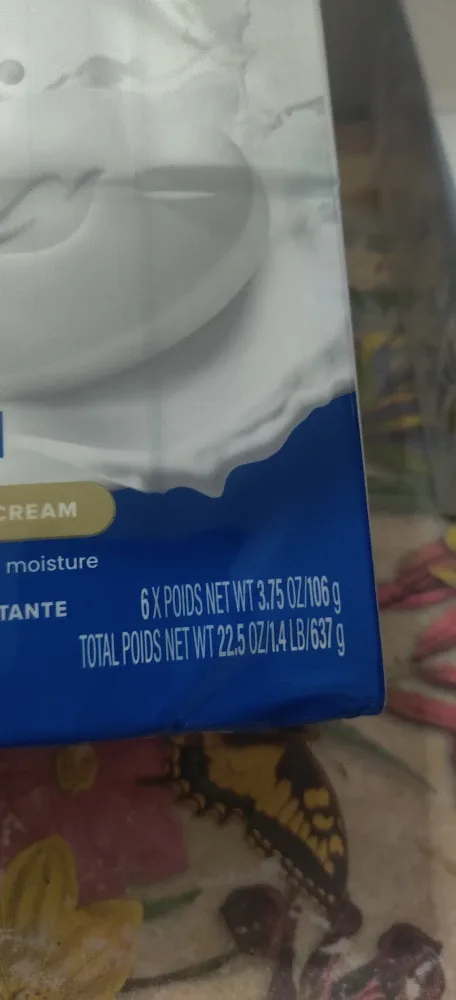 CREAM
moisture
TANTE
6 X POIDS NET WT 3.75 OZ/106 g
TOTAL POIDS NET WT 22.5 OZ/1.4 LB/637 g